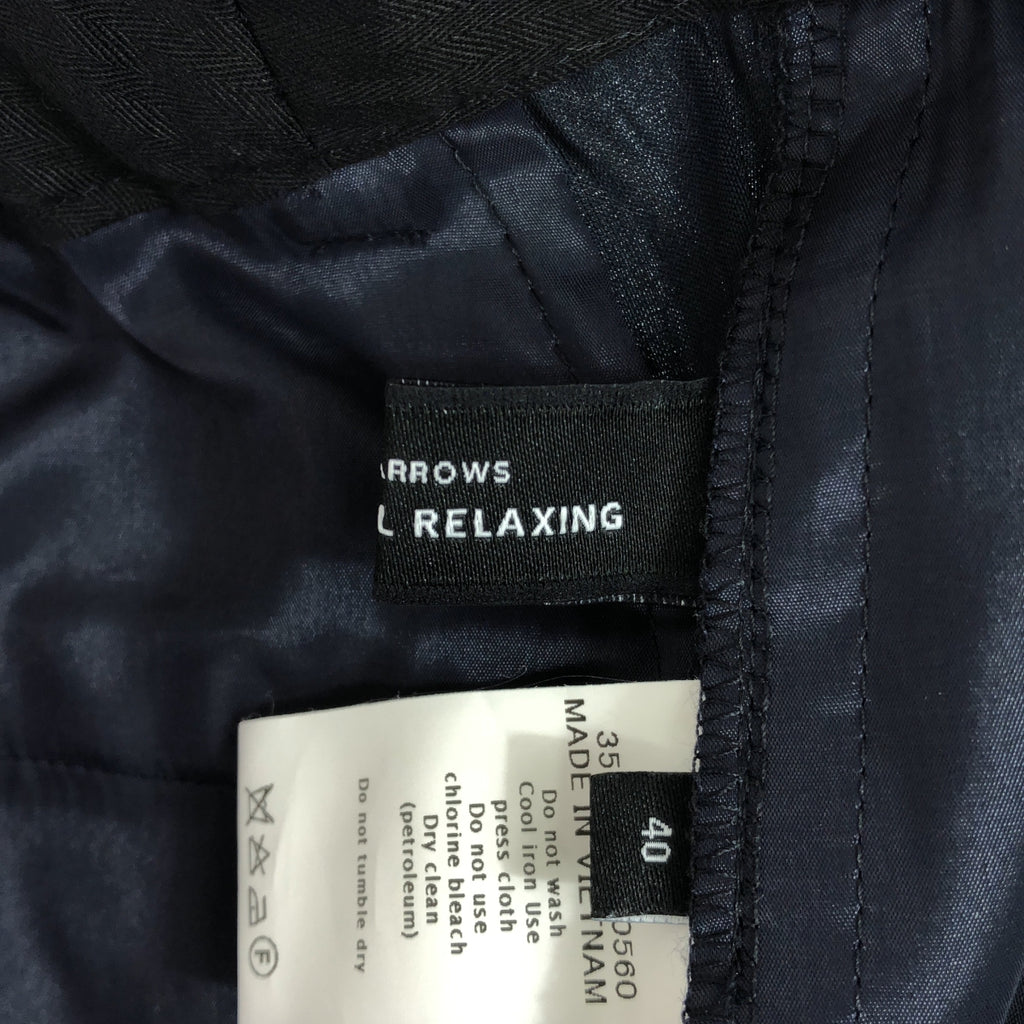 RROWS
L RELAXING
40
35
0560
MADE IN VIETNAM
Do not wash
Cool iron Use
press cloth
Do not use
chlorine bleach
Dry clean
(petroleum)
Do not tumble dry
F